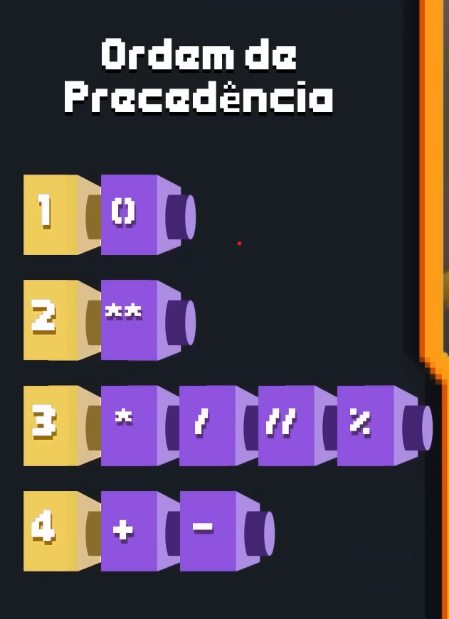 Ordem de
Precedência
1 ()
2 **
3 * / // %
4 + -